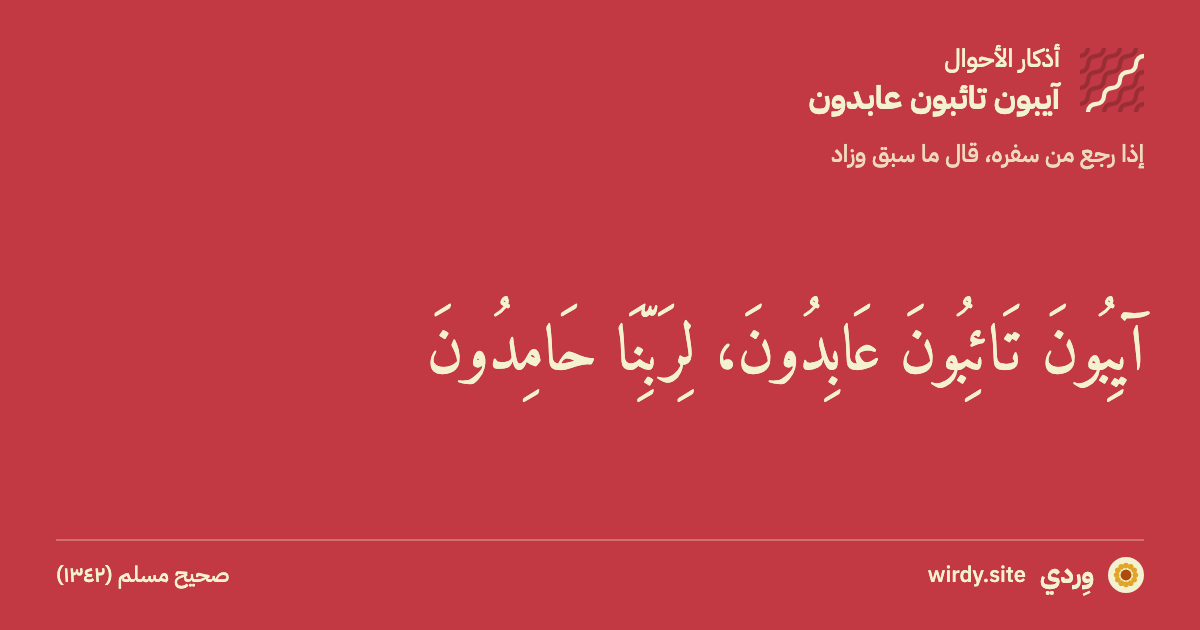 أذكار الأحوال
آيبون تائبون عابدون
إذا رجع من سفره، قال ما سبق وزاد
آيِبُونَ تَائِبُونَ عَابِدُونَ، لِرَبِّنَا حَامِدُونَ
وِردي wirdy.site
صحيح مسلم (١٣٤٢)